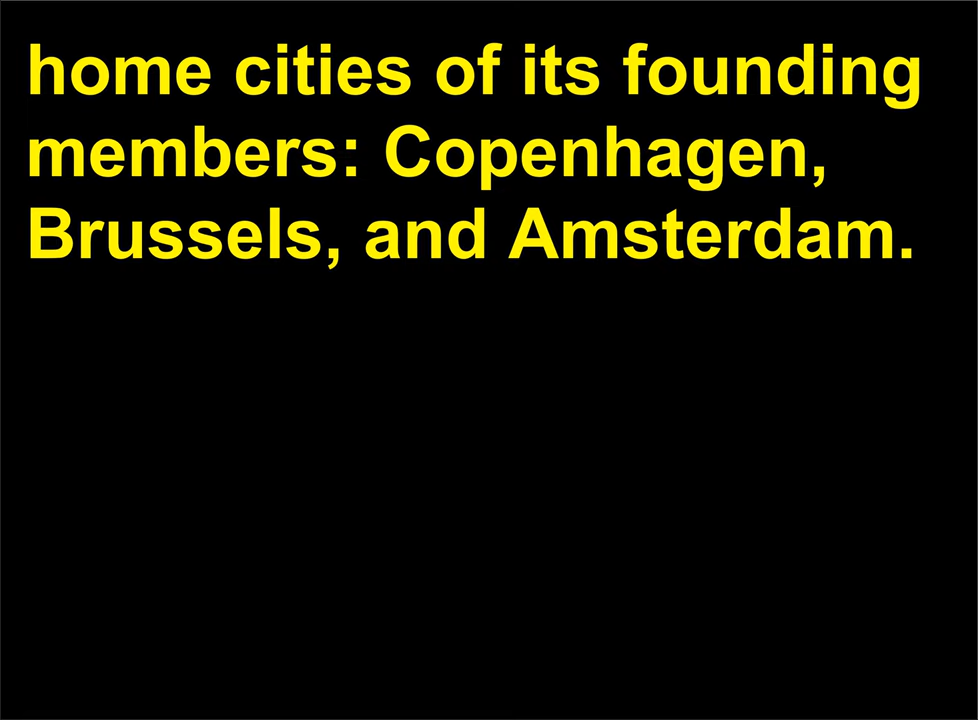 home cities of its founding
members: Copenhagen,
Brussels, and Amsterdam.